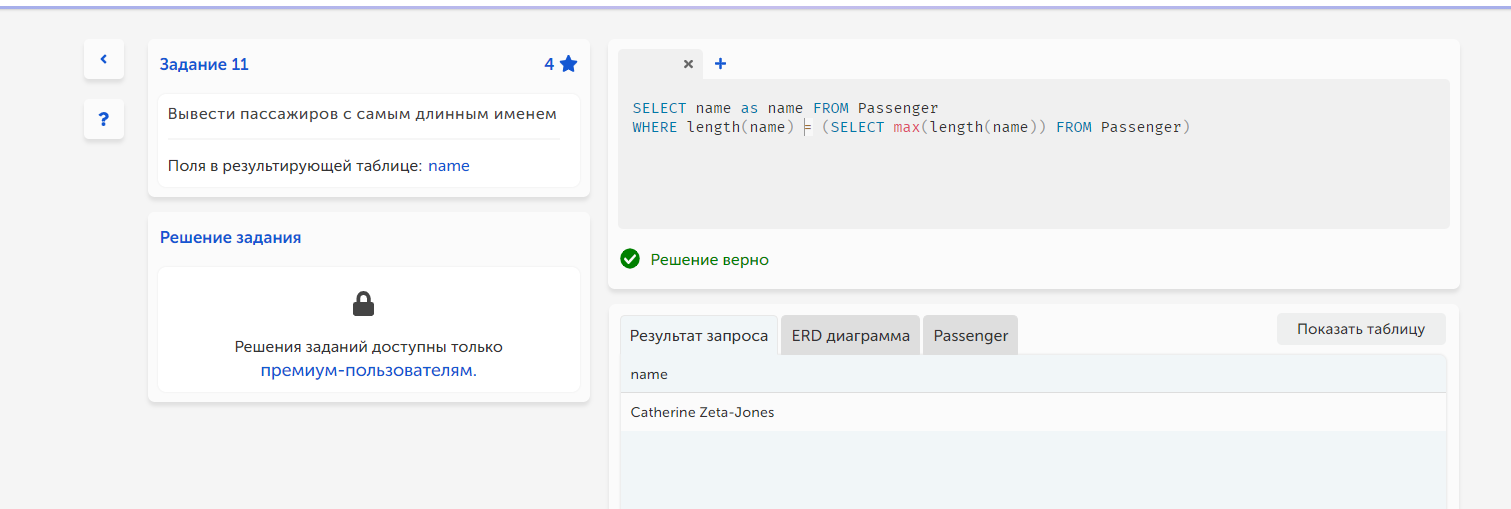 Задание 11
4
?
Вывести пассажиров с самым длинным именем
Поля в результирующей таблице: name
Решение задания
Решения заданий доступны только
премиум-пользователям.
SELECT name as name FROM Passenger
WHERE length(name) = (SELECT max(length(name)) FROM Passenger)
Решение верно
Результат запроса
ERD диаграмма
Passenger
Показать таблицу
name
Catherine Zeta-Jones